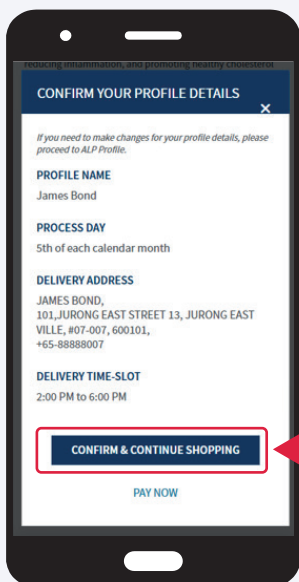 reducing inflammation, and promoting healthy cholesterol
CONFIRM YOUR PROFILE DETAILS
If you need to make changes for your profile details, please
proceed to ALP Profile.
PROFILE NAME
James Bond
PROCESS DAY
5th of each calendar month
DELIVERY ADDRESS
JAMES BOND,
101,JURONG EAST STREET 13, JURONG EAST
VILLE, #07-007, 600101,
+65-88888007
DELIVERY TIME-SLOT
2:00 PM to 6:00 PM
CONFIRM & CONTINUE SHOPPING
PAY NOW